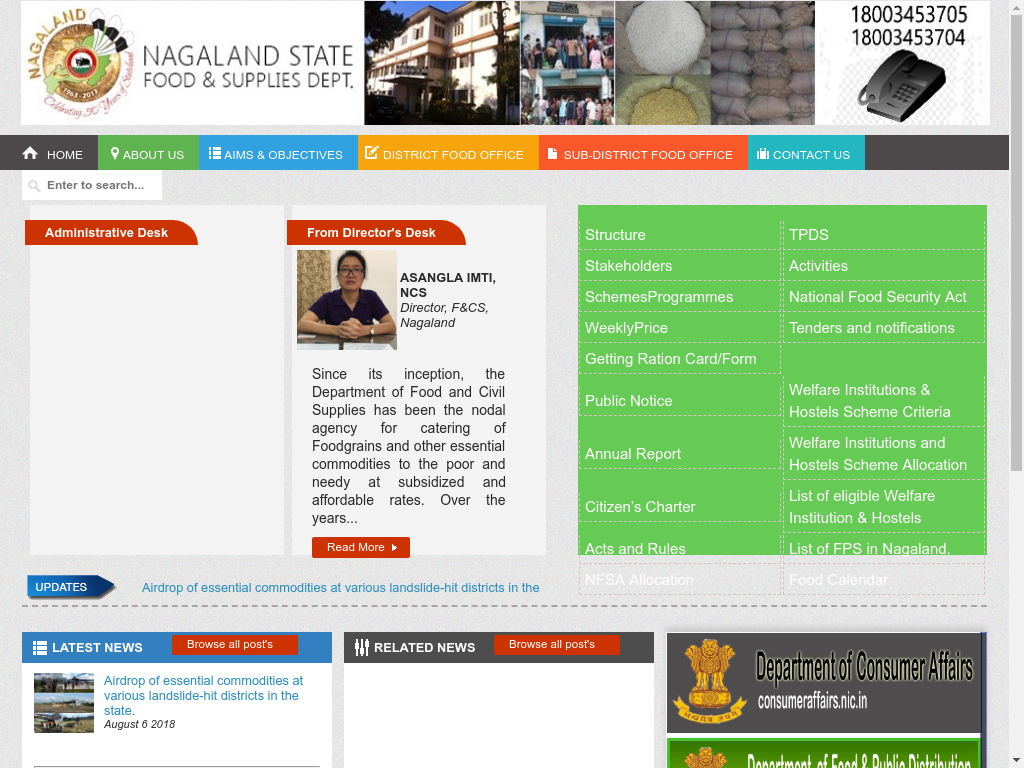 NAGALAND
NAGALAND STATE
FOOD & SUPPLIES DEPT.
1963 - 2013
Celebrating 50 Years of Statehood
18003453705
18003453704
HOME
ABOUT US
AIMS & OBJECTIVES
DISTRICT FOOD OFFICE
SUB-DISTRICT FOOD OFFICE
CONTACT US
Enter to search...
Administrative Desk
From Director's Desk
ASANGLA IMTI,
NCS
Director, F&CS,
Nagaland
Since its inception, the
Department of Food and Civil
Supplies has been the nodal
agency for catering of
Foodgrains and other essential
commodities to the poor and
needy at subsidized and
affordable rates. Over the
years...
Read More
Structure
TPDS
Stakeholders
Activities
SchemesProgrammes
National Food Security Act
WeeklyPrice
Tenders and notifications
Getting Ration Card/Form
Public Notice
Welfare Institutions &
Hostels Scheme Criteria
Annual Report
Welfare Institutions and
Hostels Scheme Allocation
Citizen's Charter
List of eligible Welfare
Institution & Hostels
Acts and Rules
List of FPS in Nagaland.
NFSA Allocation
Food Calendar
UPDATES
Airdrop of essential commodities at various landslide-hit districts in the
LATEST NEWS
Browse all post's
Airdrop of essential commodities at
various landslide-hit districts in the
state.
August 6 2018
RELATED NEWS
Browse all post's
Department of Consumer Affairs
consumeraffairs.nic.in
Department of Food & Public Distribution